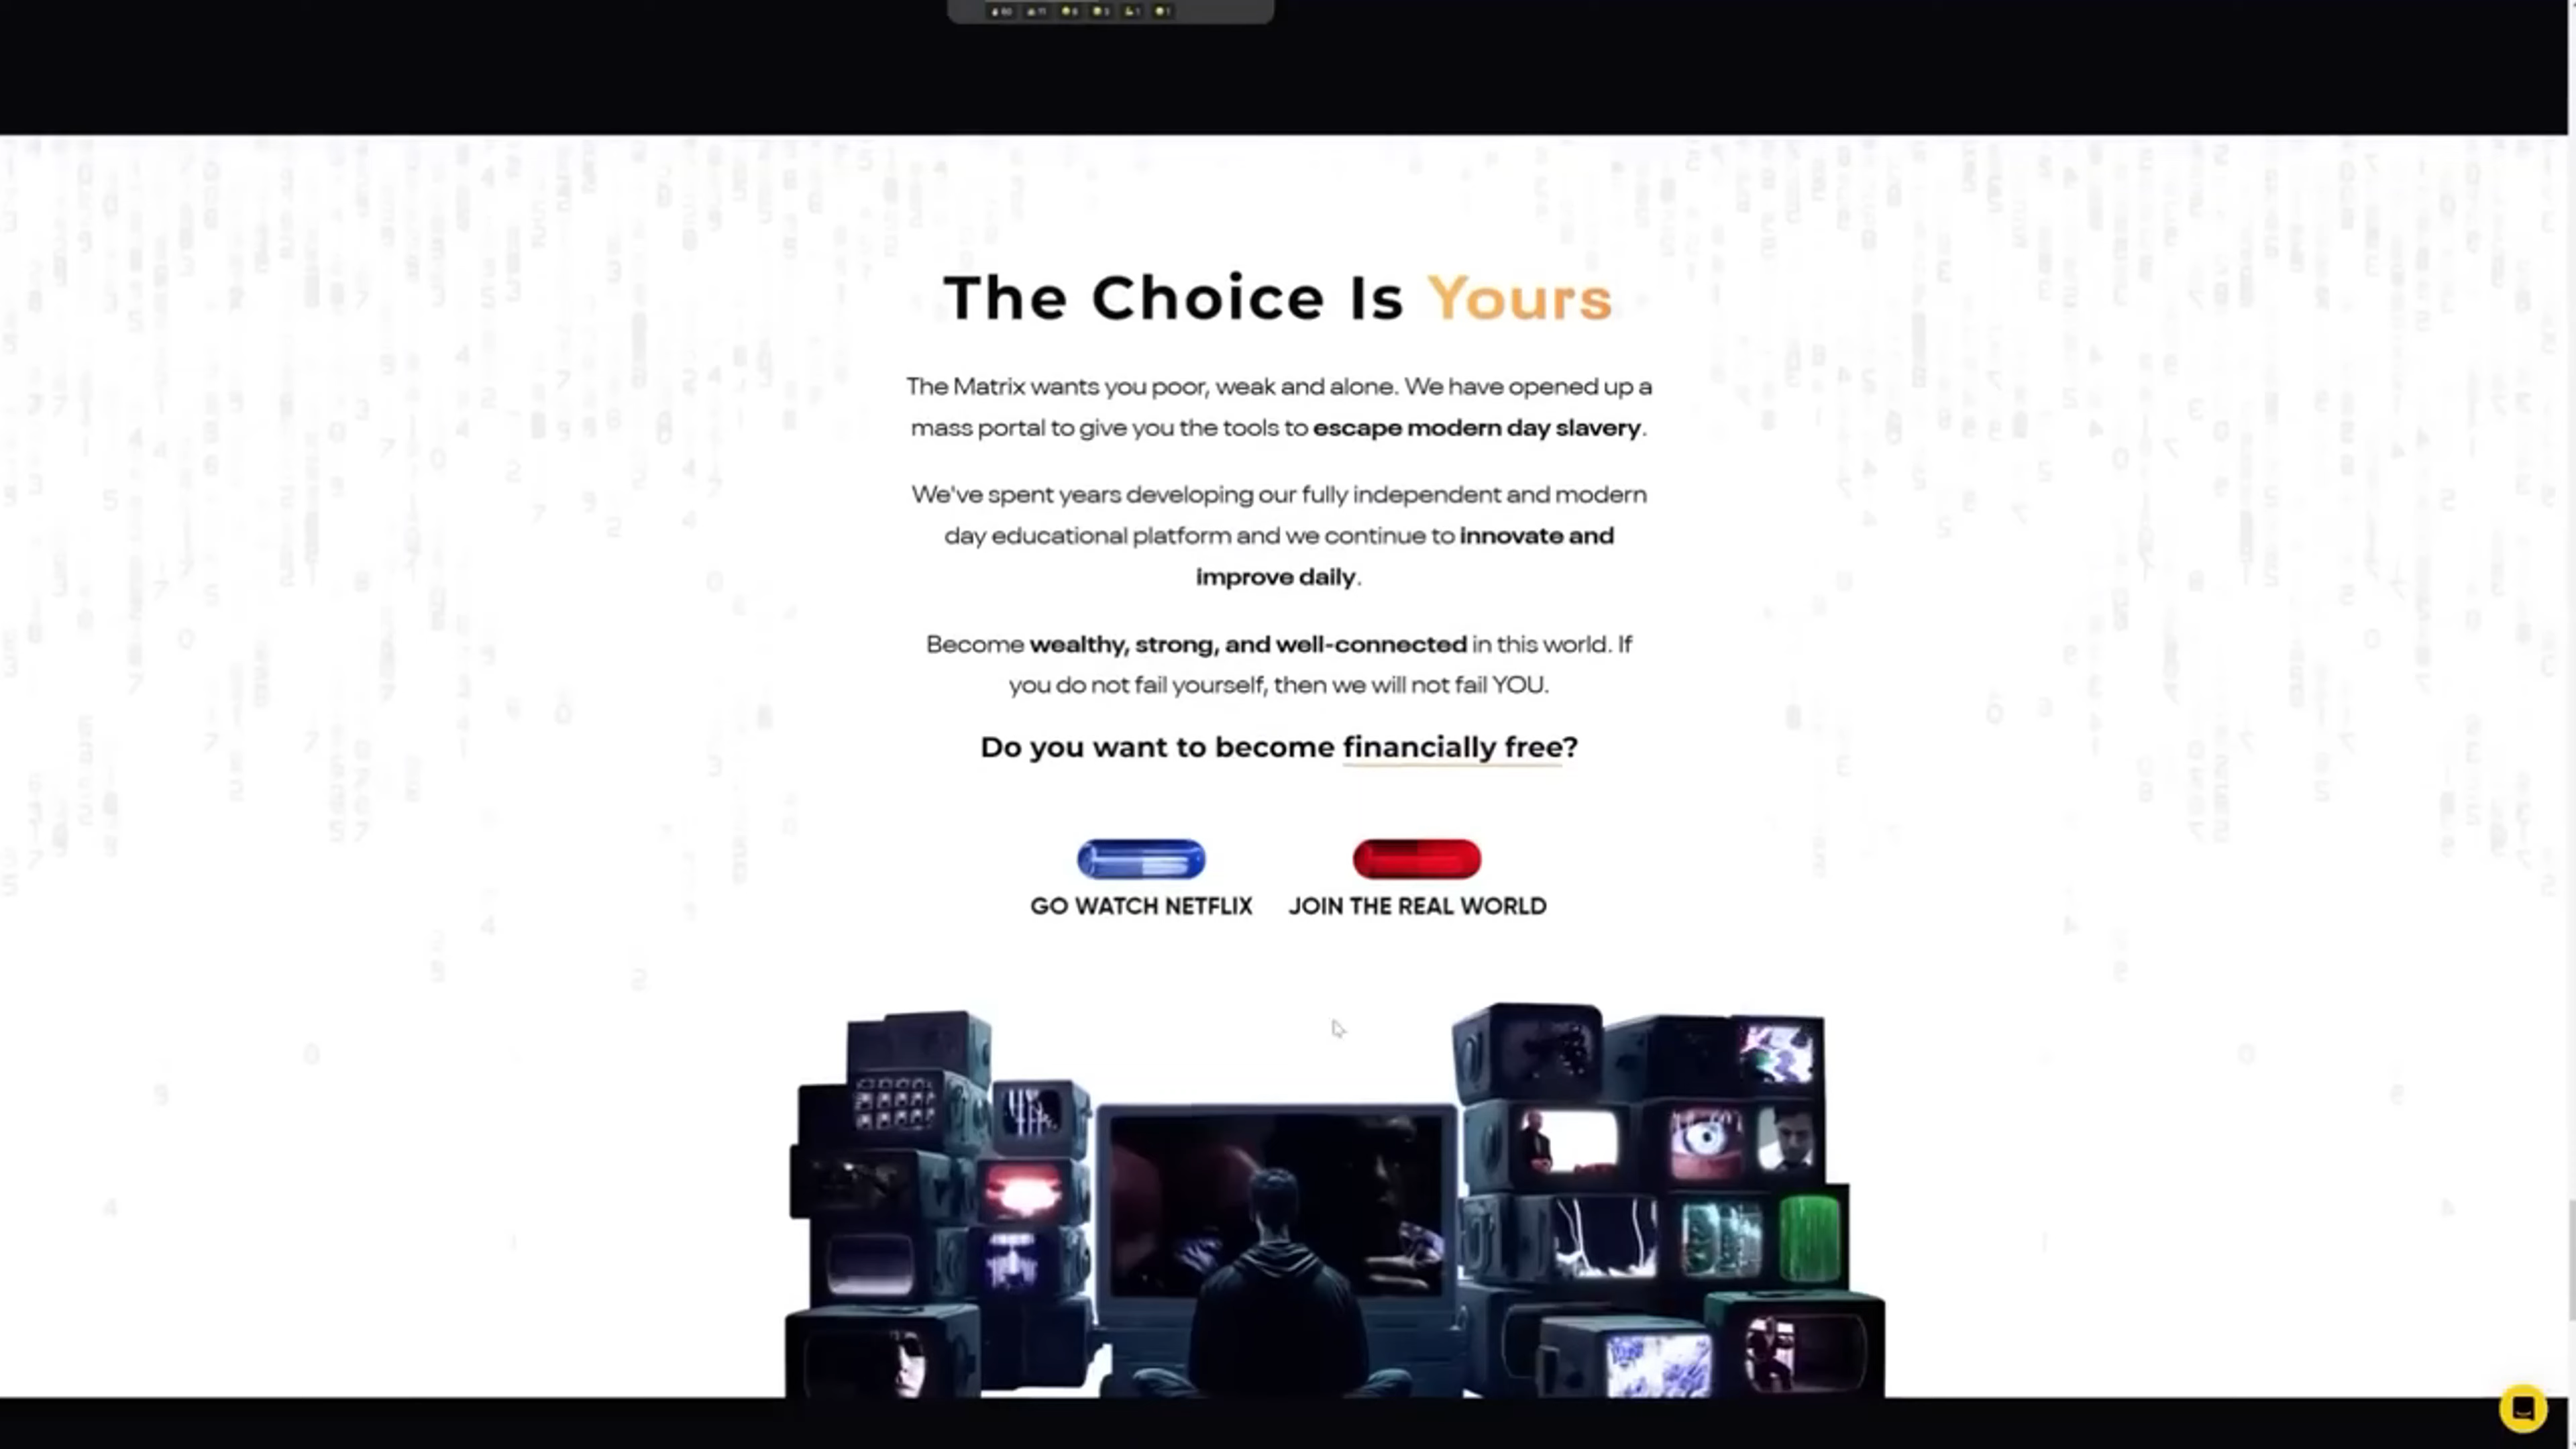 The Choice Is Yours
The Matrix wants you poor, weak and alone. We have opened up a
mass portal to give you the tools to escape modern day slavery.
We've spent years developing our fully independent and modern
day educational platform and we continue to innovate and
improve daily.
Become wealthy, strong, and well-connected in this world. If
you do not fail yourself, then we will not fail YOU.
Do you want to become financially free?
GO WATCH NETFLIX
JOIN THE REAL WORLD